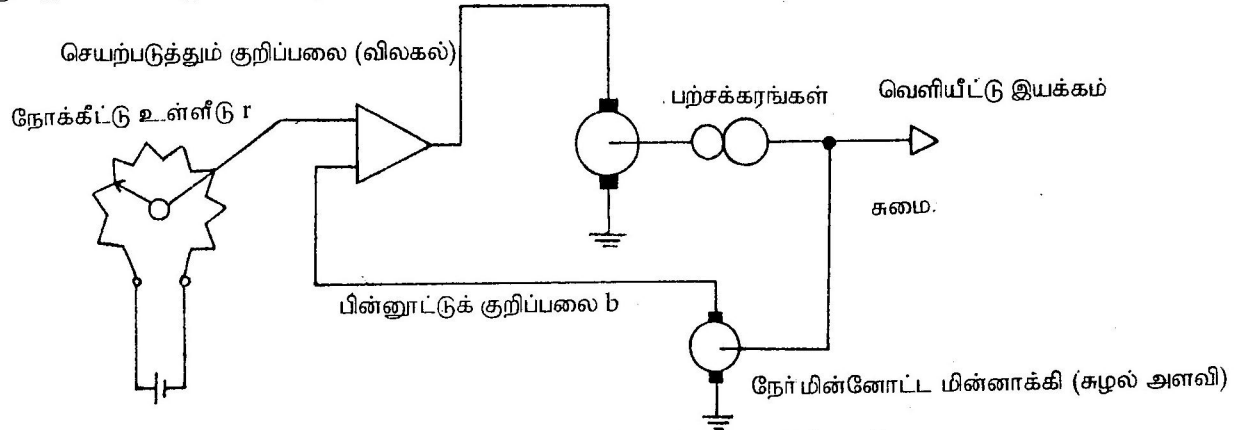 செயற்படுத்தும் குறிப்பலை (விலகல்)
நோக்கீட்டு உள்ளீடு r
பற்சக்கரங்கள்
வெளியீட்டு இயக்கம்
சுமை.
பின்னூட்டுக் குறிப்பலை b
நேர் மின்னோட்ட மின்னாக்கி (சுழல் அளவி)